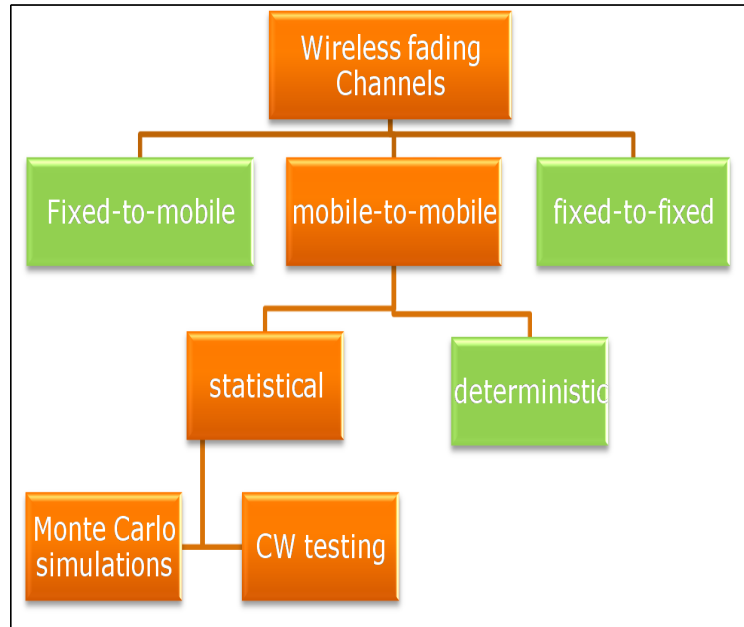 Wireless fading
Channels
Fixed-to-mobile
mobile-to-mobile
fixed-to-fixed
statistical
deterministic
Monte Carlo
simulations
CW testing